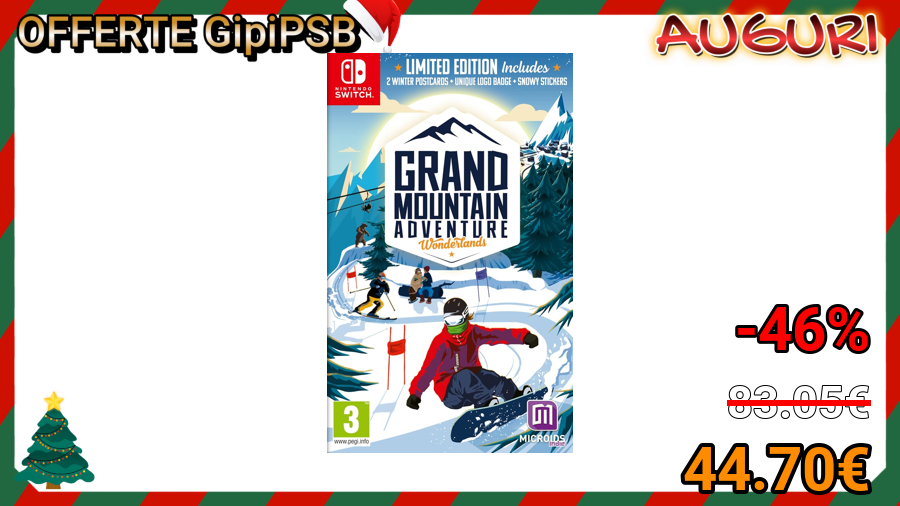 OFFERTE GipiPSB
AUGURI
NINTENDO
SWITCH.
LIMITED EDITION Includes
2 WINTER POSTCARDS + UNIQUE LOGO BADGE + SNOWY STICKERS
GRAND
MOUNTAIN
ADVENTURE
Wonderlands
-46%
83.05€
44.70€
3
www.pegi.info
MICROIDS
indie